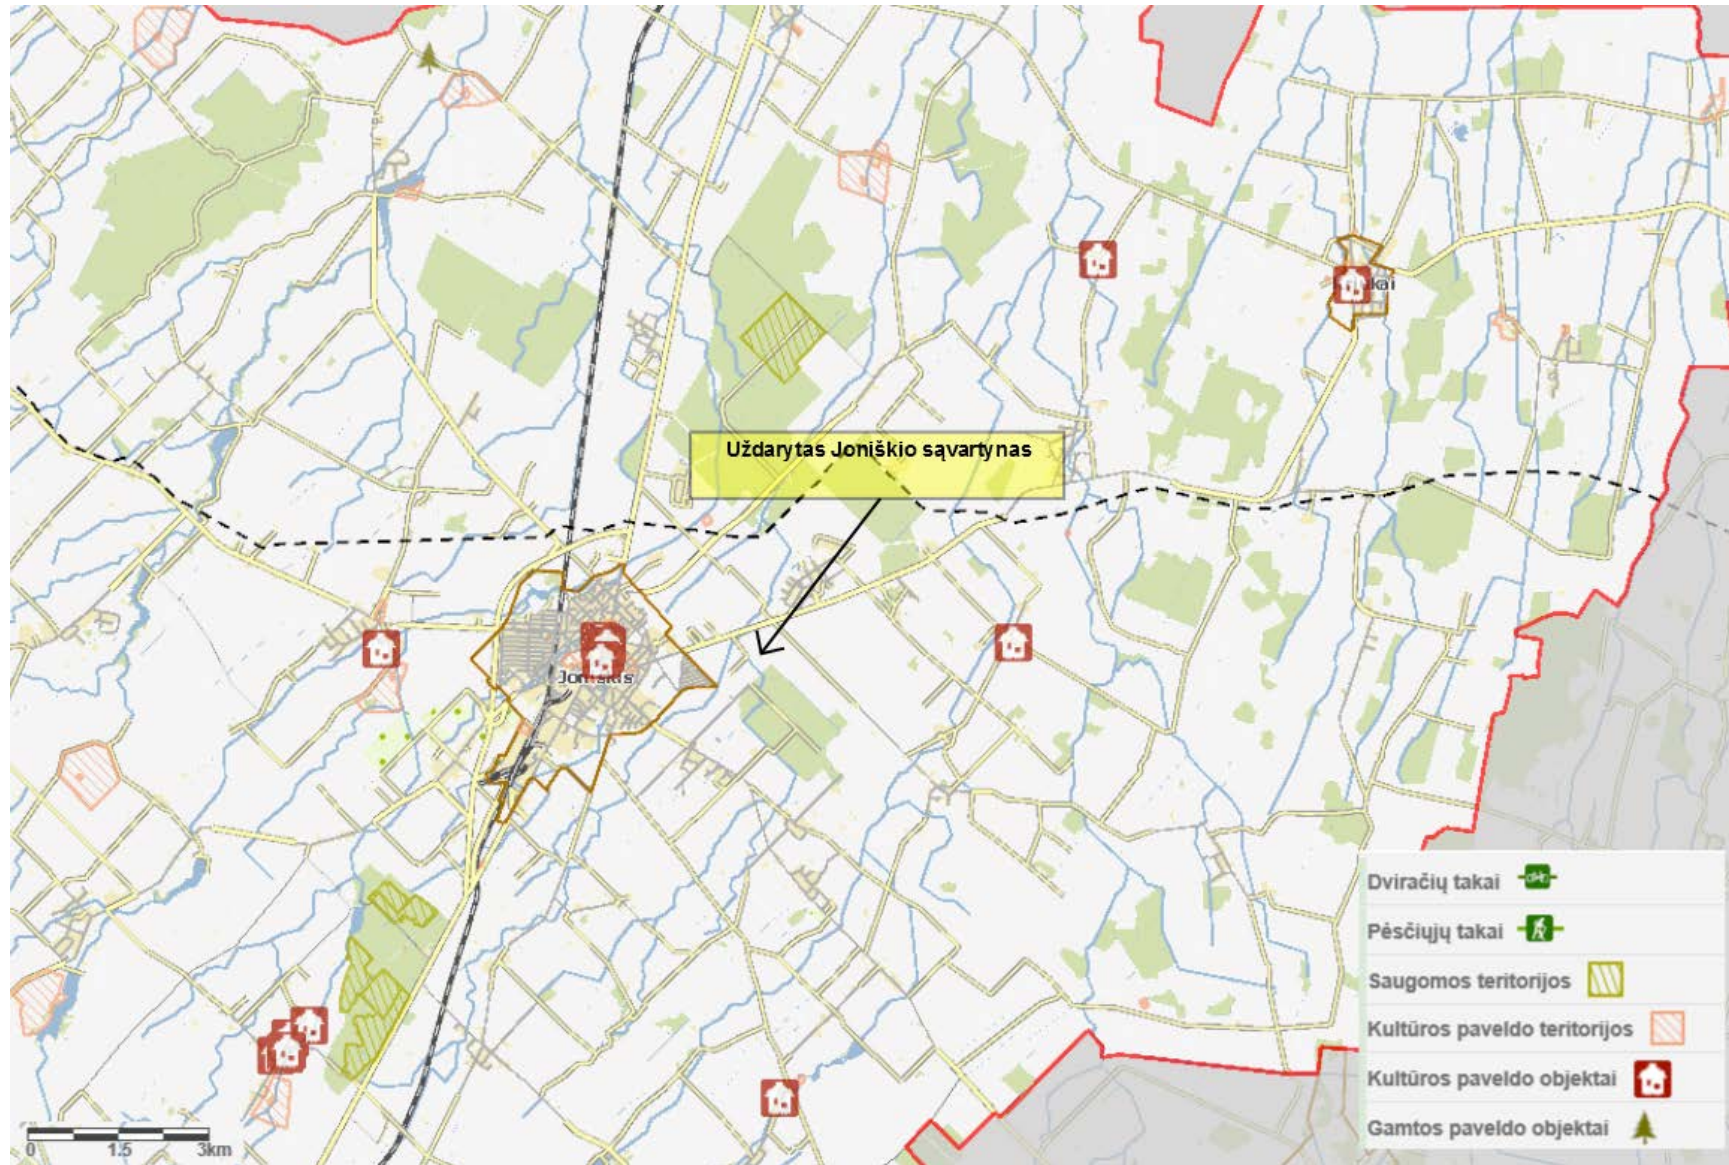 Uždarytas Joniškio sąvartynas
Joniškis
Dviračių takai
Pėsčiųjų takai
Saugomos teritorijos
Kultūros paveldo teritorijos
Kultūros paveldo objektai
Gamtos paveldo objektai
0 1.5 3km